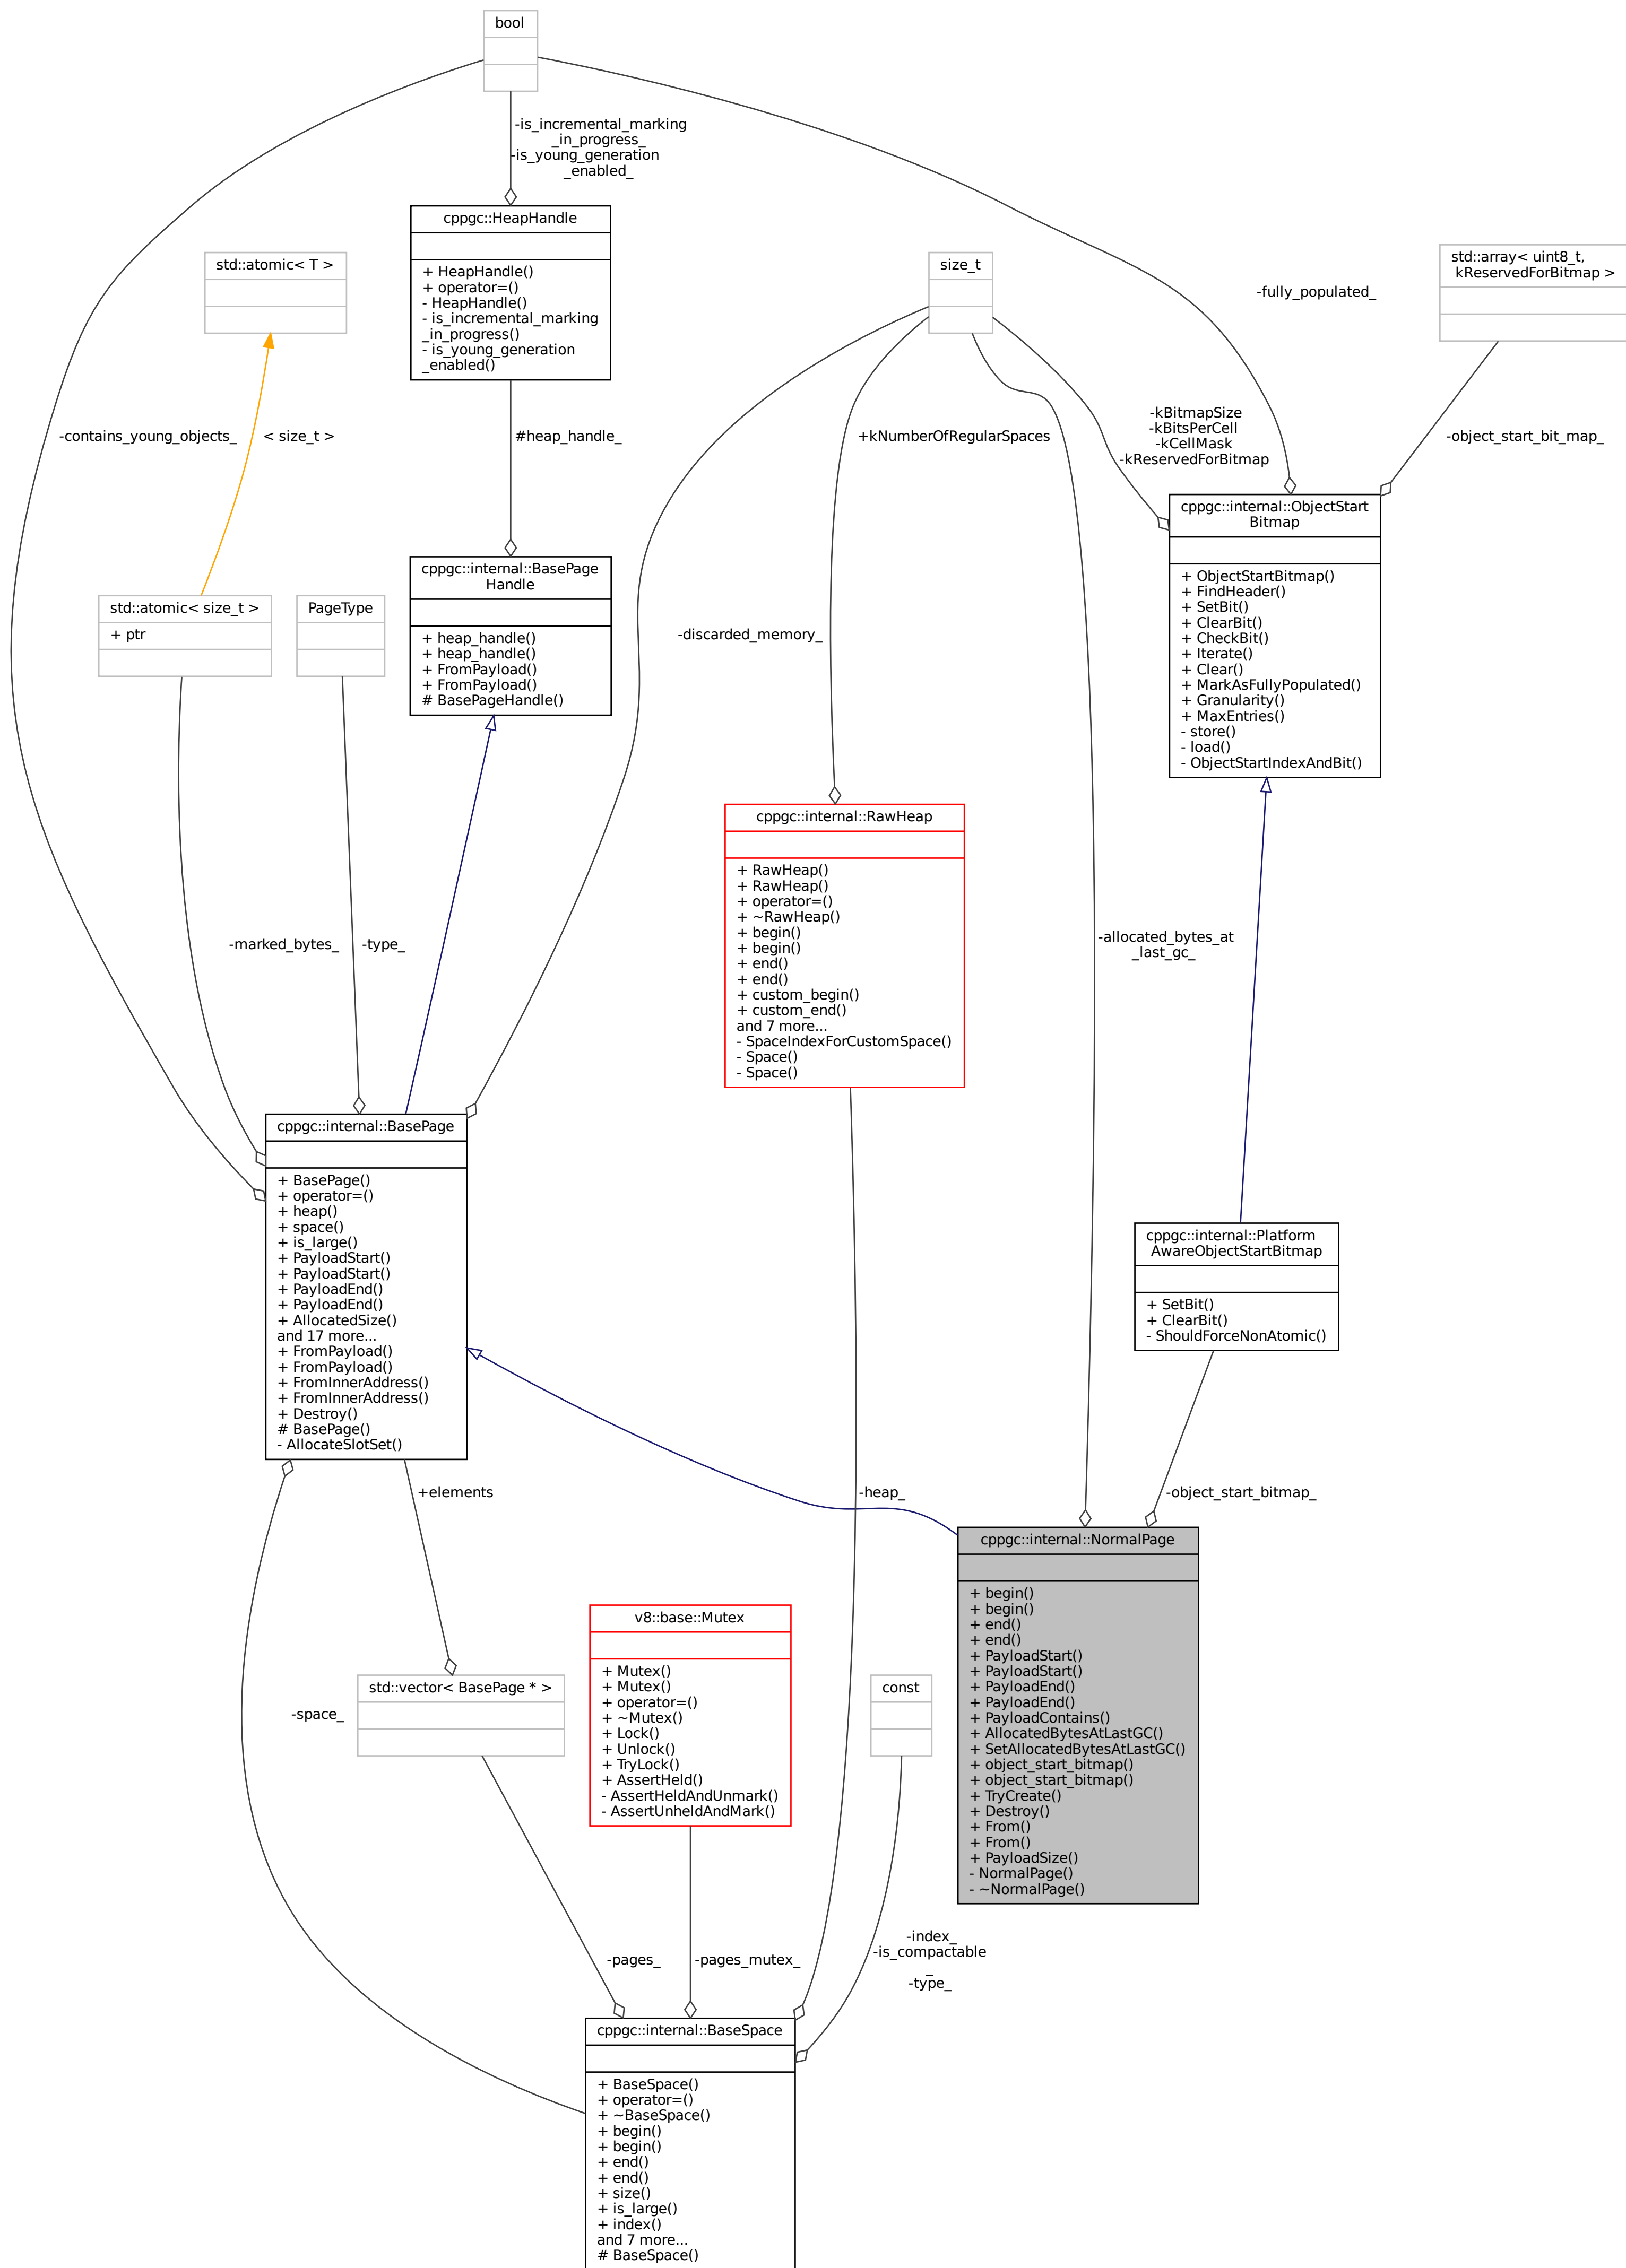 bool
-is_incremental_marking
_in_progress_
-is_young_generation
_enabled_
cppgc::HeapHandle
+ HeapHandle()
+ operator=()
- HeapHandle()
- is_incremental_marking
_in_progress()
- is_young_generation
_enabled()
std::atomic< T >
size_t
std::array< uint8_t,
kReservedForBitmap >
-fully_populated_
-contains_young_objects_
< size_t >
#heap_handle_
+kNumberOfRegularSpaces
-kBitmapSize
-kBitsPerCell
-kCellMask
-kReservedForBitmap
-object_start_bit_map_
cppgc::internal::ObjectStart
Bitmap
+ ObjectStartBitmap()
+ FindHeader()
+ SetBit()
+ ClearBit()
+ CheckBit()
+ Iterate()
+ Clear()
+ MarkAsFullyPopulated()
+ Granularity()
+ MaxEntries()
- store()
- load()
- ObjectStartIndexAndBit()
std::atomic< size_t >
+ ptr
PageType
cppgc::internal::BasePage
Handle
+ heap_handle()
+ heap_handle()
+ FromPayload()
+ FromPayload()
# BasePageHandle()
-discarded_memory_
cppgc::internal::RawHeap
+ RawHeap()
+ RawHeap()
+ operator=()
+ ~RawHeap()
+ begin()
+ begin()
+ end()
+ end()
+ custom_begin()
+ custom_end()
and 7 more...
- SpaceIndexForCustomSpace()
- Space()
- Space()
-marked_bytes_
-type_
-allocated_bytes_at
_last_gc_
cppgc::internal::BasePage
+ BasePage()
+ operator=()
+ heap()
+ space()
+ is_large()
+ PayloadStart()
+ PayloadStart()
+ PayloadEnd()
+ PayloadEnd()
+ AllocatedSize()
and 17 more...
+ FromPayload()
+ FromPayload()
+ FromInnerAddress()
+ FromInnerAddress()
+ Destroy()
# BasePage()
- AllocateSlotSet()
cppgc::internal::Platform
AwareObjectStartBitmap
+ SetBit()
+ ClearBit()
- ShouldForceNonAtomic()
+elements
-heap_
-object_start_bitmap_
cppgc::internal::NormalPage
+ begin()
+ begin()
+ end()
+ end()
+ PayloadStart()
+ PayloadStart()
+ PayloadEnd()
+ PayloadEnd()
+ PayloadContains()
+ AllocatedBytesAtLastGC()
+ SetAllocatedBytesAtLastGC()
+ object_start_bitmap()
+ object_start_bitmap()
+ TryCreate()
+ Destroy()
+ From()
+ From()
+ PayloadSize()
- NormalPage()
- ~NormalPage()
v8::base::Mutex
+ Mutex()
+ Mutex()
+ operator=()
+ ~Mutex()
+ Lock()
+ Unlock()
+ TryLock()
+ AssertHeld()
- AssertHeldAndUnmark()
- AssertUnheldAndMark()
std::vector< BasePage * >
const
-space_
-pages_
-pages_mutex_
-index_
-is_compactable
_
-type_
cppgc::internal::BaseSpace
+ BaseSpace()
+ operator=()
+ ~BaseSpace()
+ begin()
+ begin()
+ end()
+ end()
+ size()
+ is_large()
+ index()
and 7 more...
# BaseSpace()